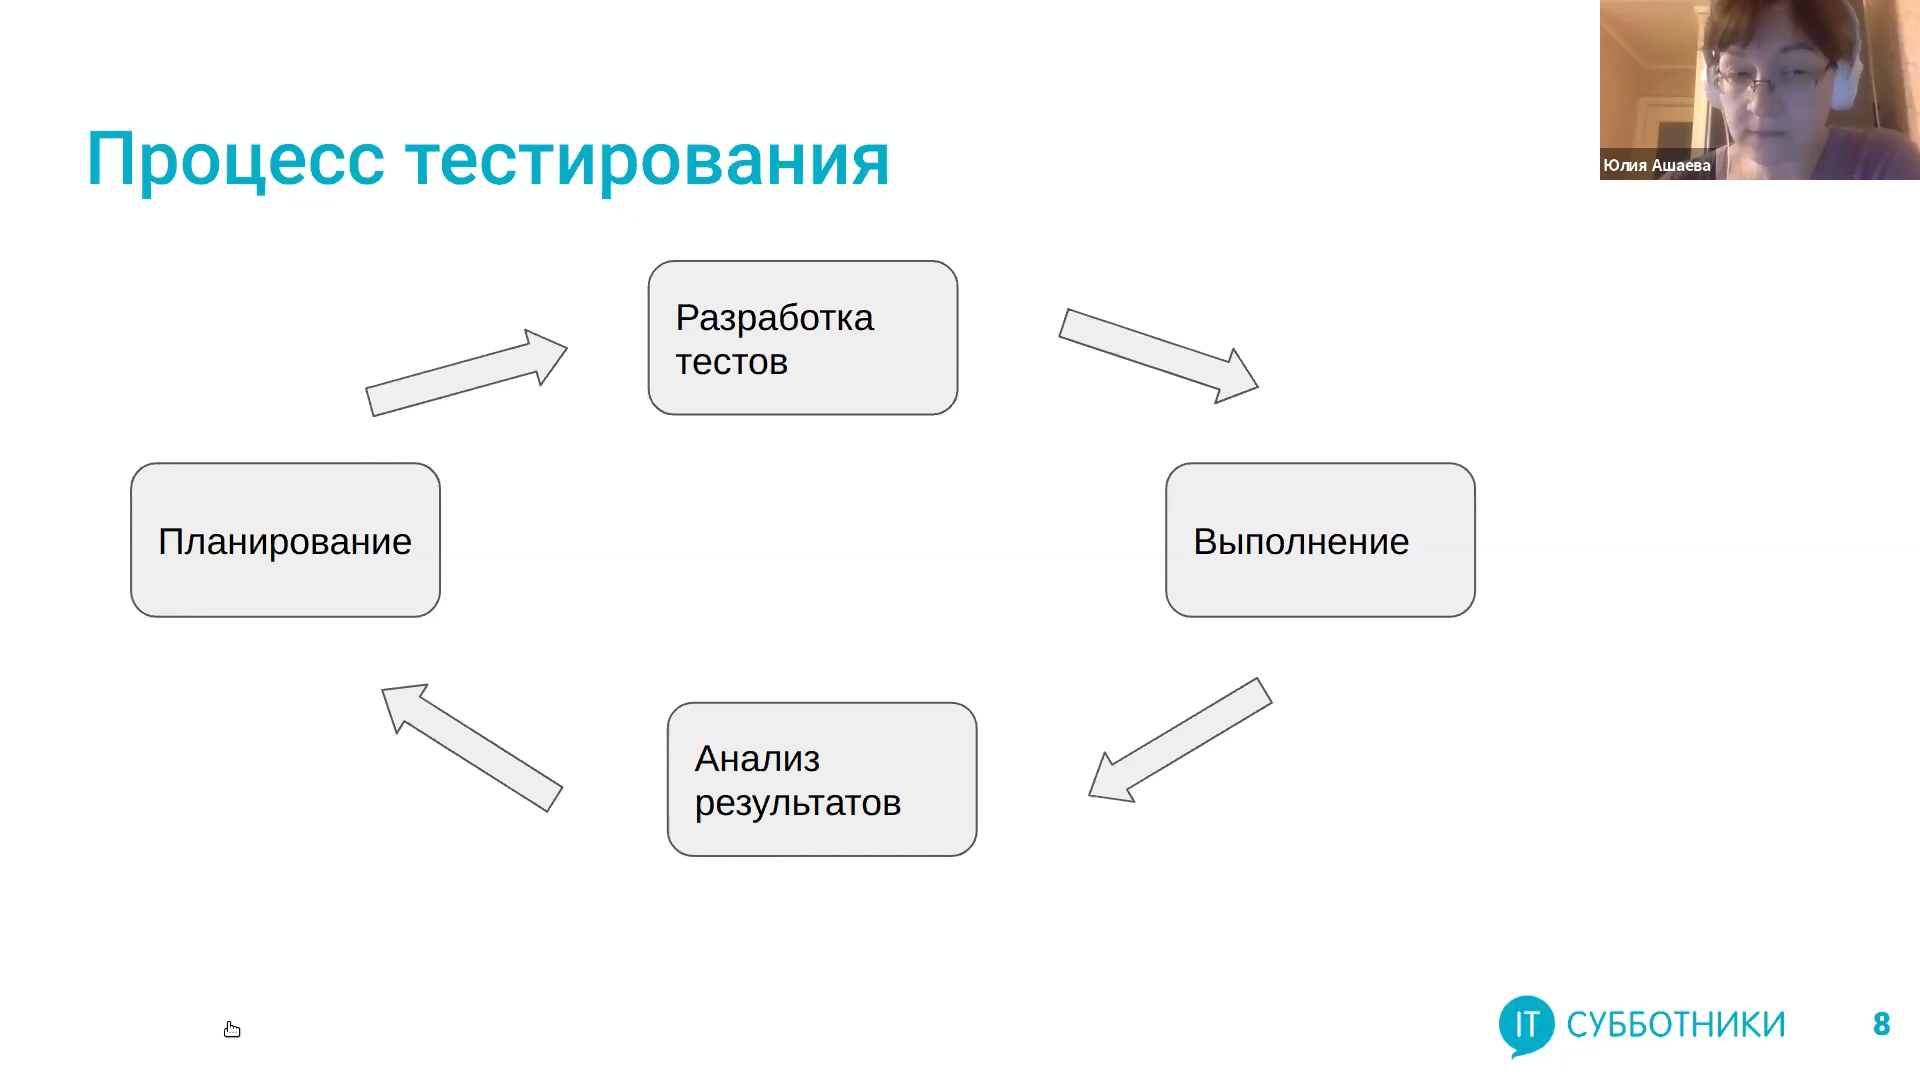 Юлия Ашаева
Процесс тестирования
Разработка
тестов
Планирование
Выполнение
Анализ
результатов
IT СУББОТНИКИ
8